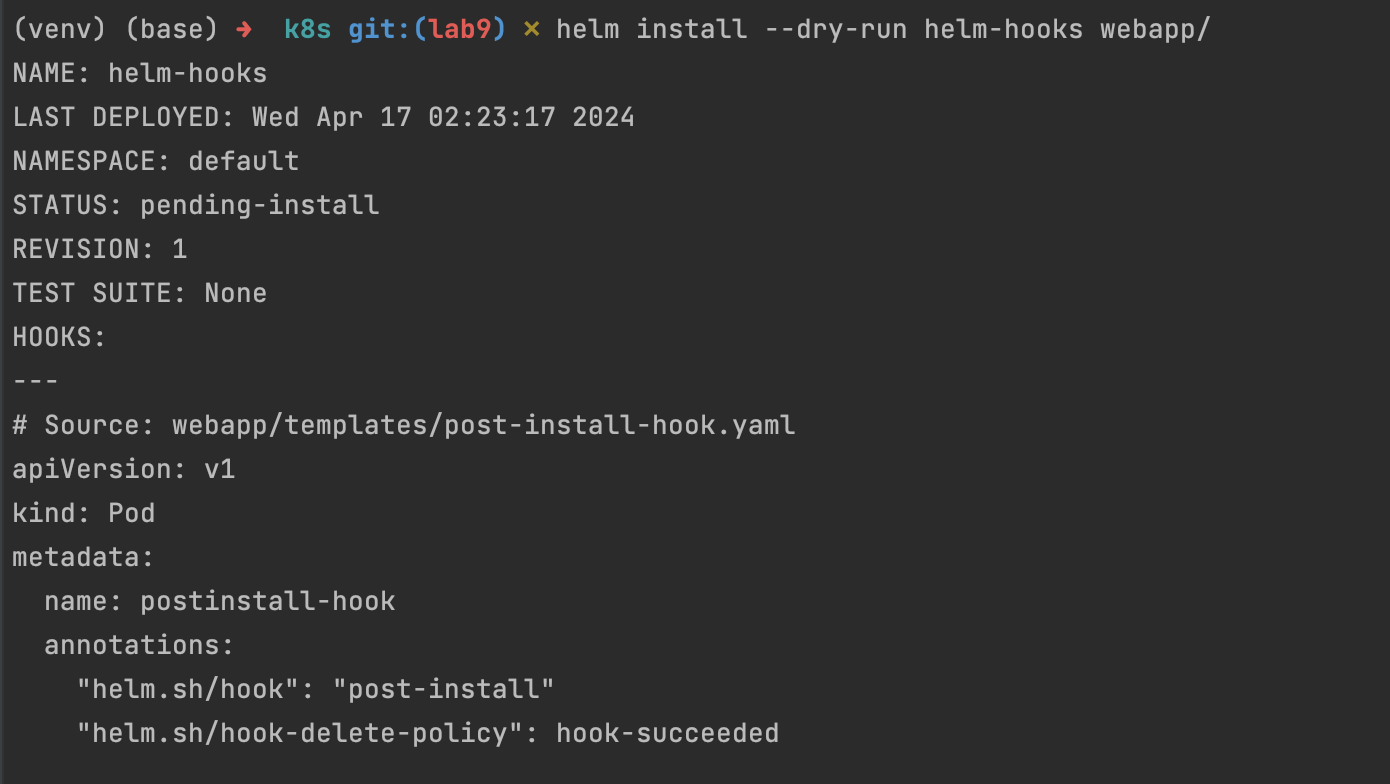 (venv) (base) ➜  k8s git:(lab9) ✗ helm install --dry-run helm-hooks webapp/
NAME: helm-hooks
LAST DEPLOYED: Wed Apr 17 02:23:17 2024
NAMESPACE: default
STATUS: pending-install
REVISION: 1
TEST SUITE: None
HOOKS:
---
# Source: webapp/templates/post-install-hook.yaml
apiVersion: v1
kind: Pod
metadata:
  name: postinstall-hook
  annotations:
    "helm.sh/hook": "post-install"
    "helm.sh/hook-delete-policy": hook-succeeded